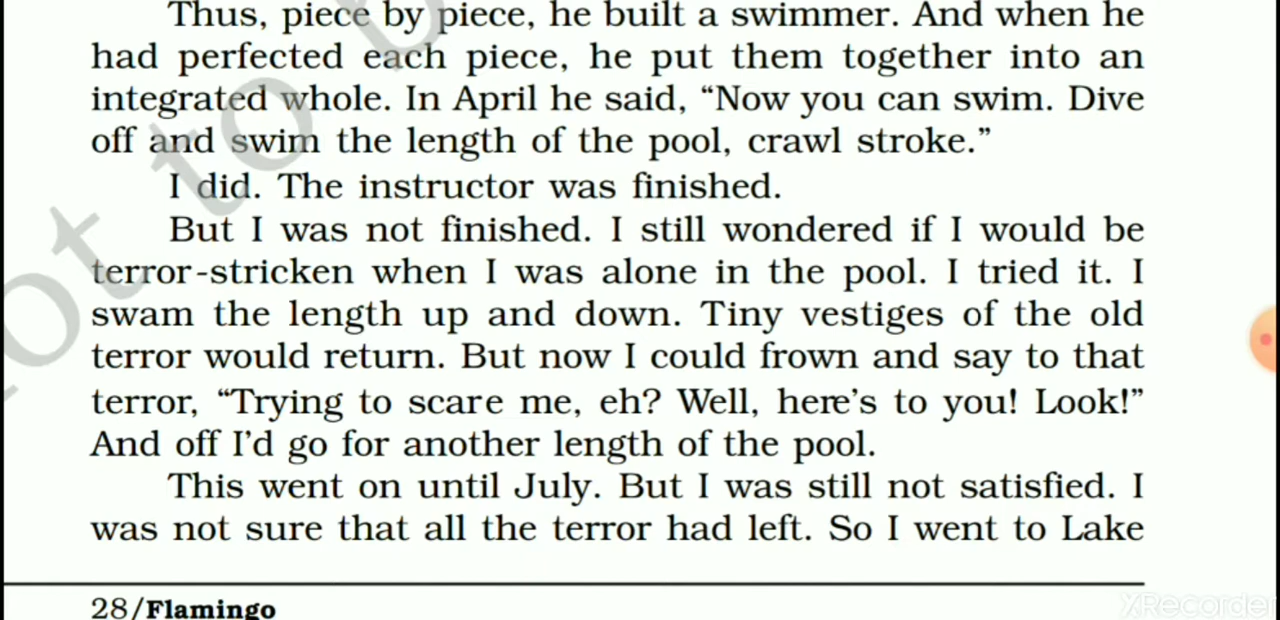 Thus, piece by piece, he built a swimmer. And when he
had perfected each piece, he put them together into an
integrated whole. In April he said, “Now you can swim. Dive
off and swim the length of the pool, crawl stroke.”
I did. The instructor was finished.
But I was not finished. I still wondered if I would be
terror-stricken when I was alone in the pool. I tried it. I
swam the length up and down. Tiny vestiges of the old
terror would return. But now I could frown and say to that
terror, “Trying to scare me, eh? Well, here’s to you! Look!”
And off I’d go for another length of the pool.
This went on until July. But I was still not satisfied. I
was not sure that all the terror had left. So I went to Lake
28/Flamingo
XRecorder
not to b